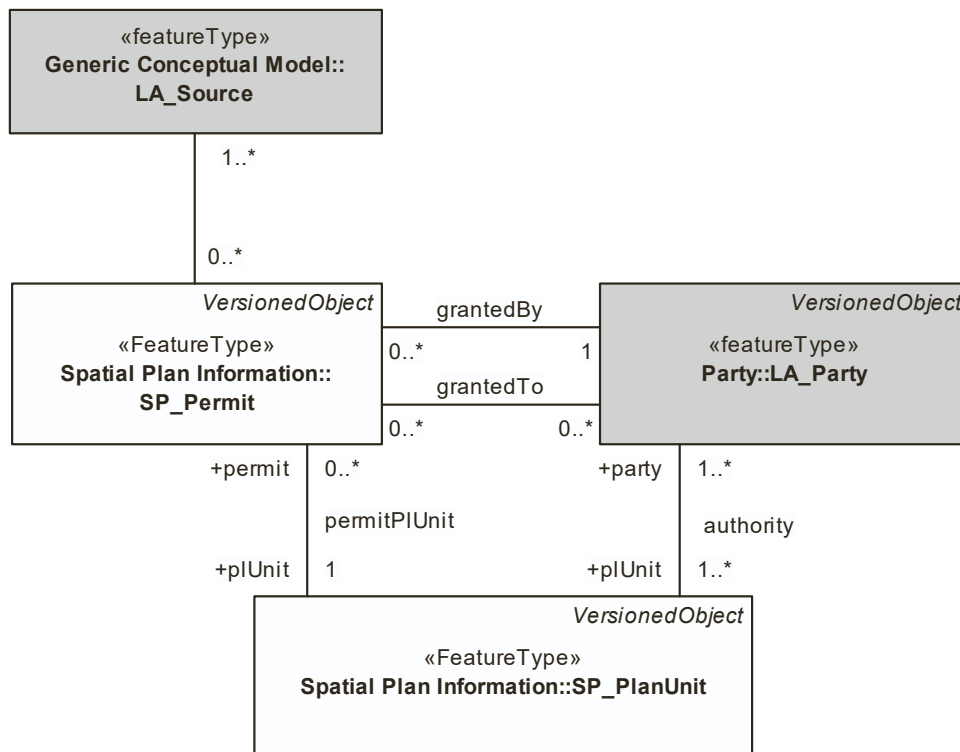 «featureType»
Generic Conceptual Model::
LA_Source
1..*
0..*
VersionedObject
«FeatureType»
Spatial Plan Information::
SP_Permit
grantedBy
0..*
1
grantedTo
0..*
0..*
VersionedObject
«featureType»
Party::LA_Party
+permit
0..*
permitPlUnit
+plUnit
1
+party
1..*
authority
+plUnit
1..*
VersionedObject
«FeatureType»
Spatial Plan Information::SP_PlanUnit